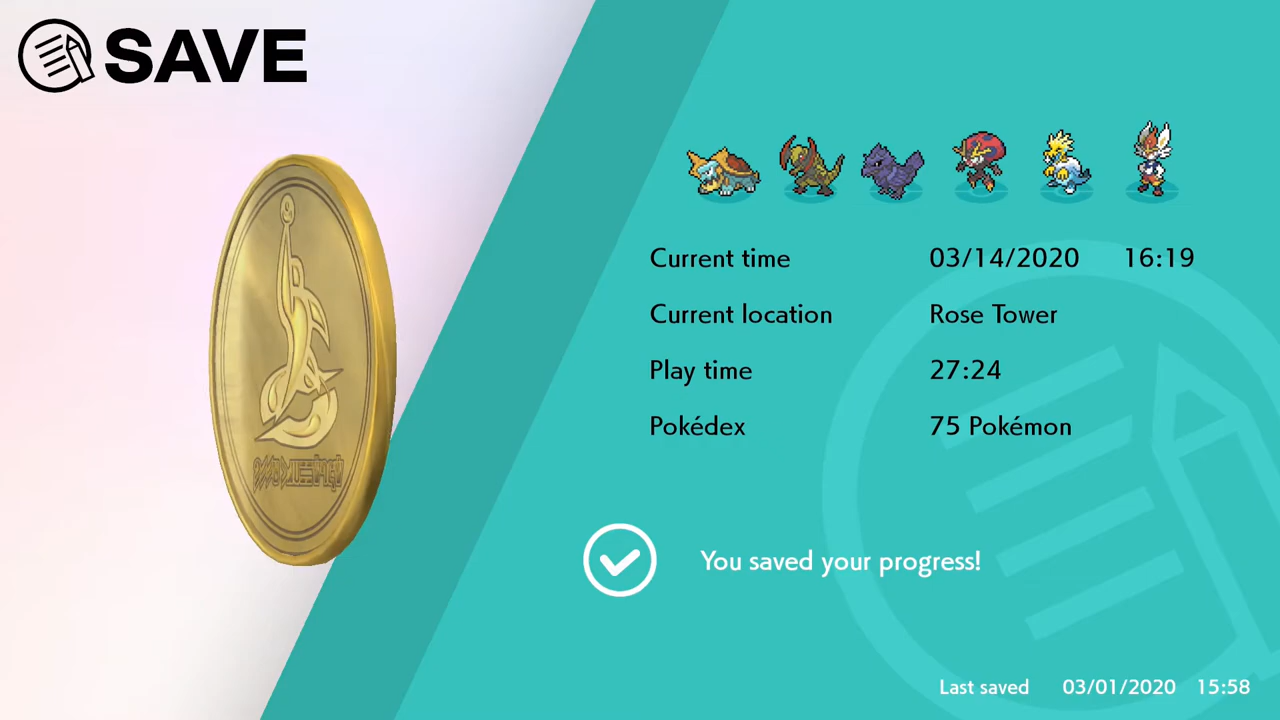 SAVE
Current time 03/14/2020 16:19
Current location Rose Tower
Play time 27:24
Pokédex 75 Pokémon
You saved your progress!
Last saved 03/01/2020 15:58